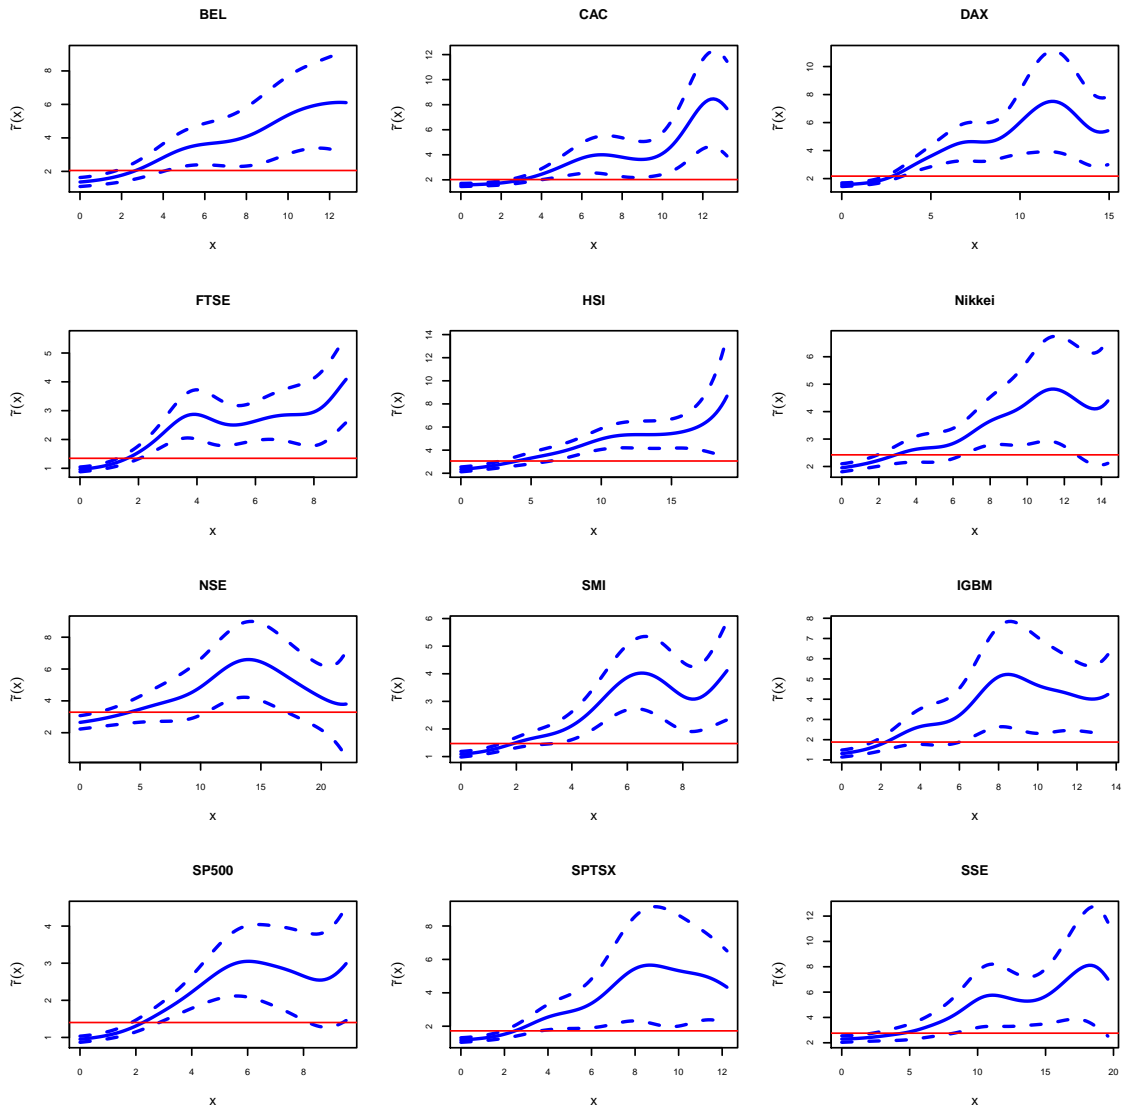 BEL
r̃(x)
2 4 6 8
0 2 4 6 8 10 12
x
CAC
r̃(x)
2 4 6 8 10 12
0 2 4 6 8 10 12
x
DAX
r̃(x)
2 4 6 8 10
0 5 10 15
x
FTSE
r̃(x)
1 2 3 4 5
0 2 4 6 8
x
HSI
r̃(x)
2 4 6 8 10 12 14
0 5 10 15
x
Nikkei
r̃(x)
2 3 4 5 6
0 2 4 6 8 10 12 14
x
NSE
r̃(x)
2 4 6 8
0 5 10 15 20
x
SMI
r̃(x)
1 2 3 4 5 6
0 2 4 6 8
x
IGBM
r̃(x)
1 2 3 4 5 6 7 8
0 2 4 6 8 10 12 14
x
SP500
r̃(x)
1 2 3 4
0 2 4 6 8
x
SPTSX
r̃(x)
2 4 6 8
0 2 4 6 8 10 12
x
SSE
r̃(x)
2 4 6 8 10 12
0 5 10 15 20
x